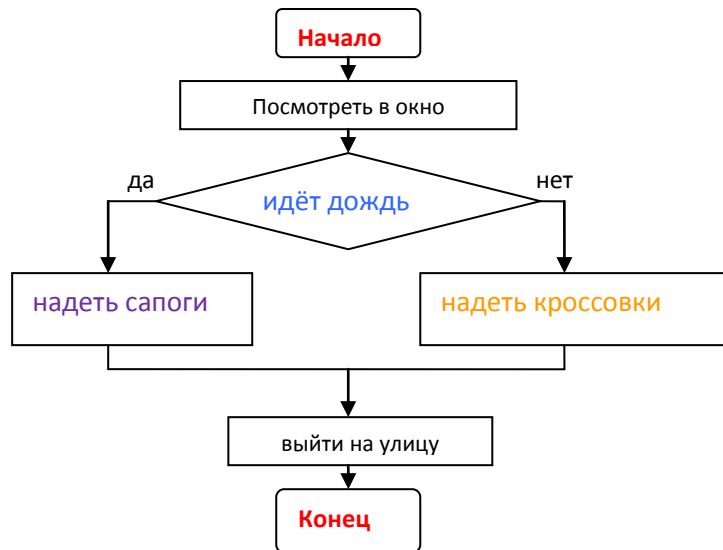 Начало
Посмотреть в окно
да
нет
идёт дождь
надеть сапоги
надеть кроссовки
выйти на улицу
Конец